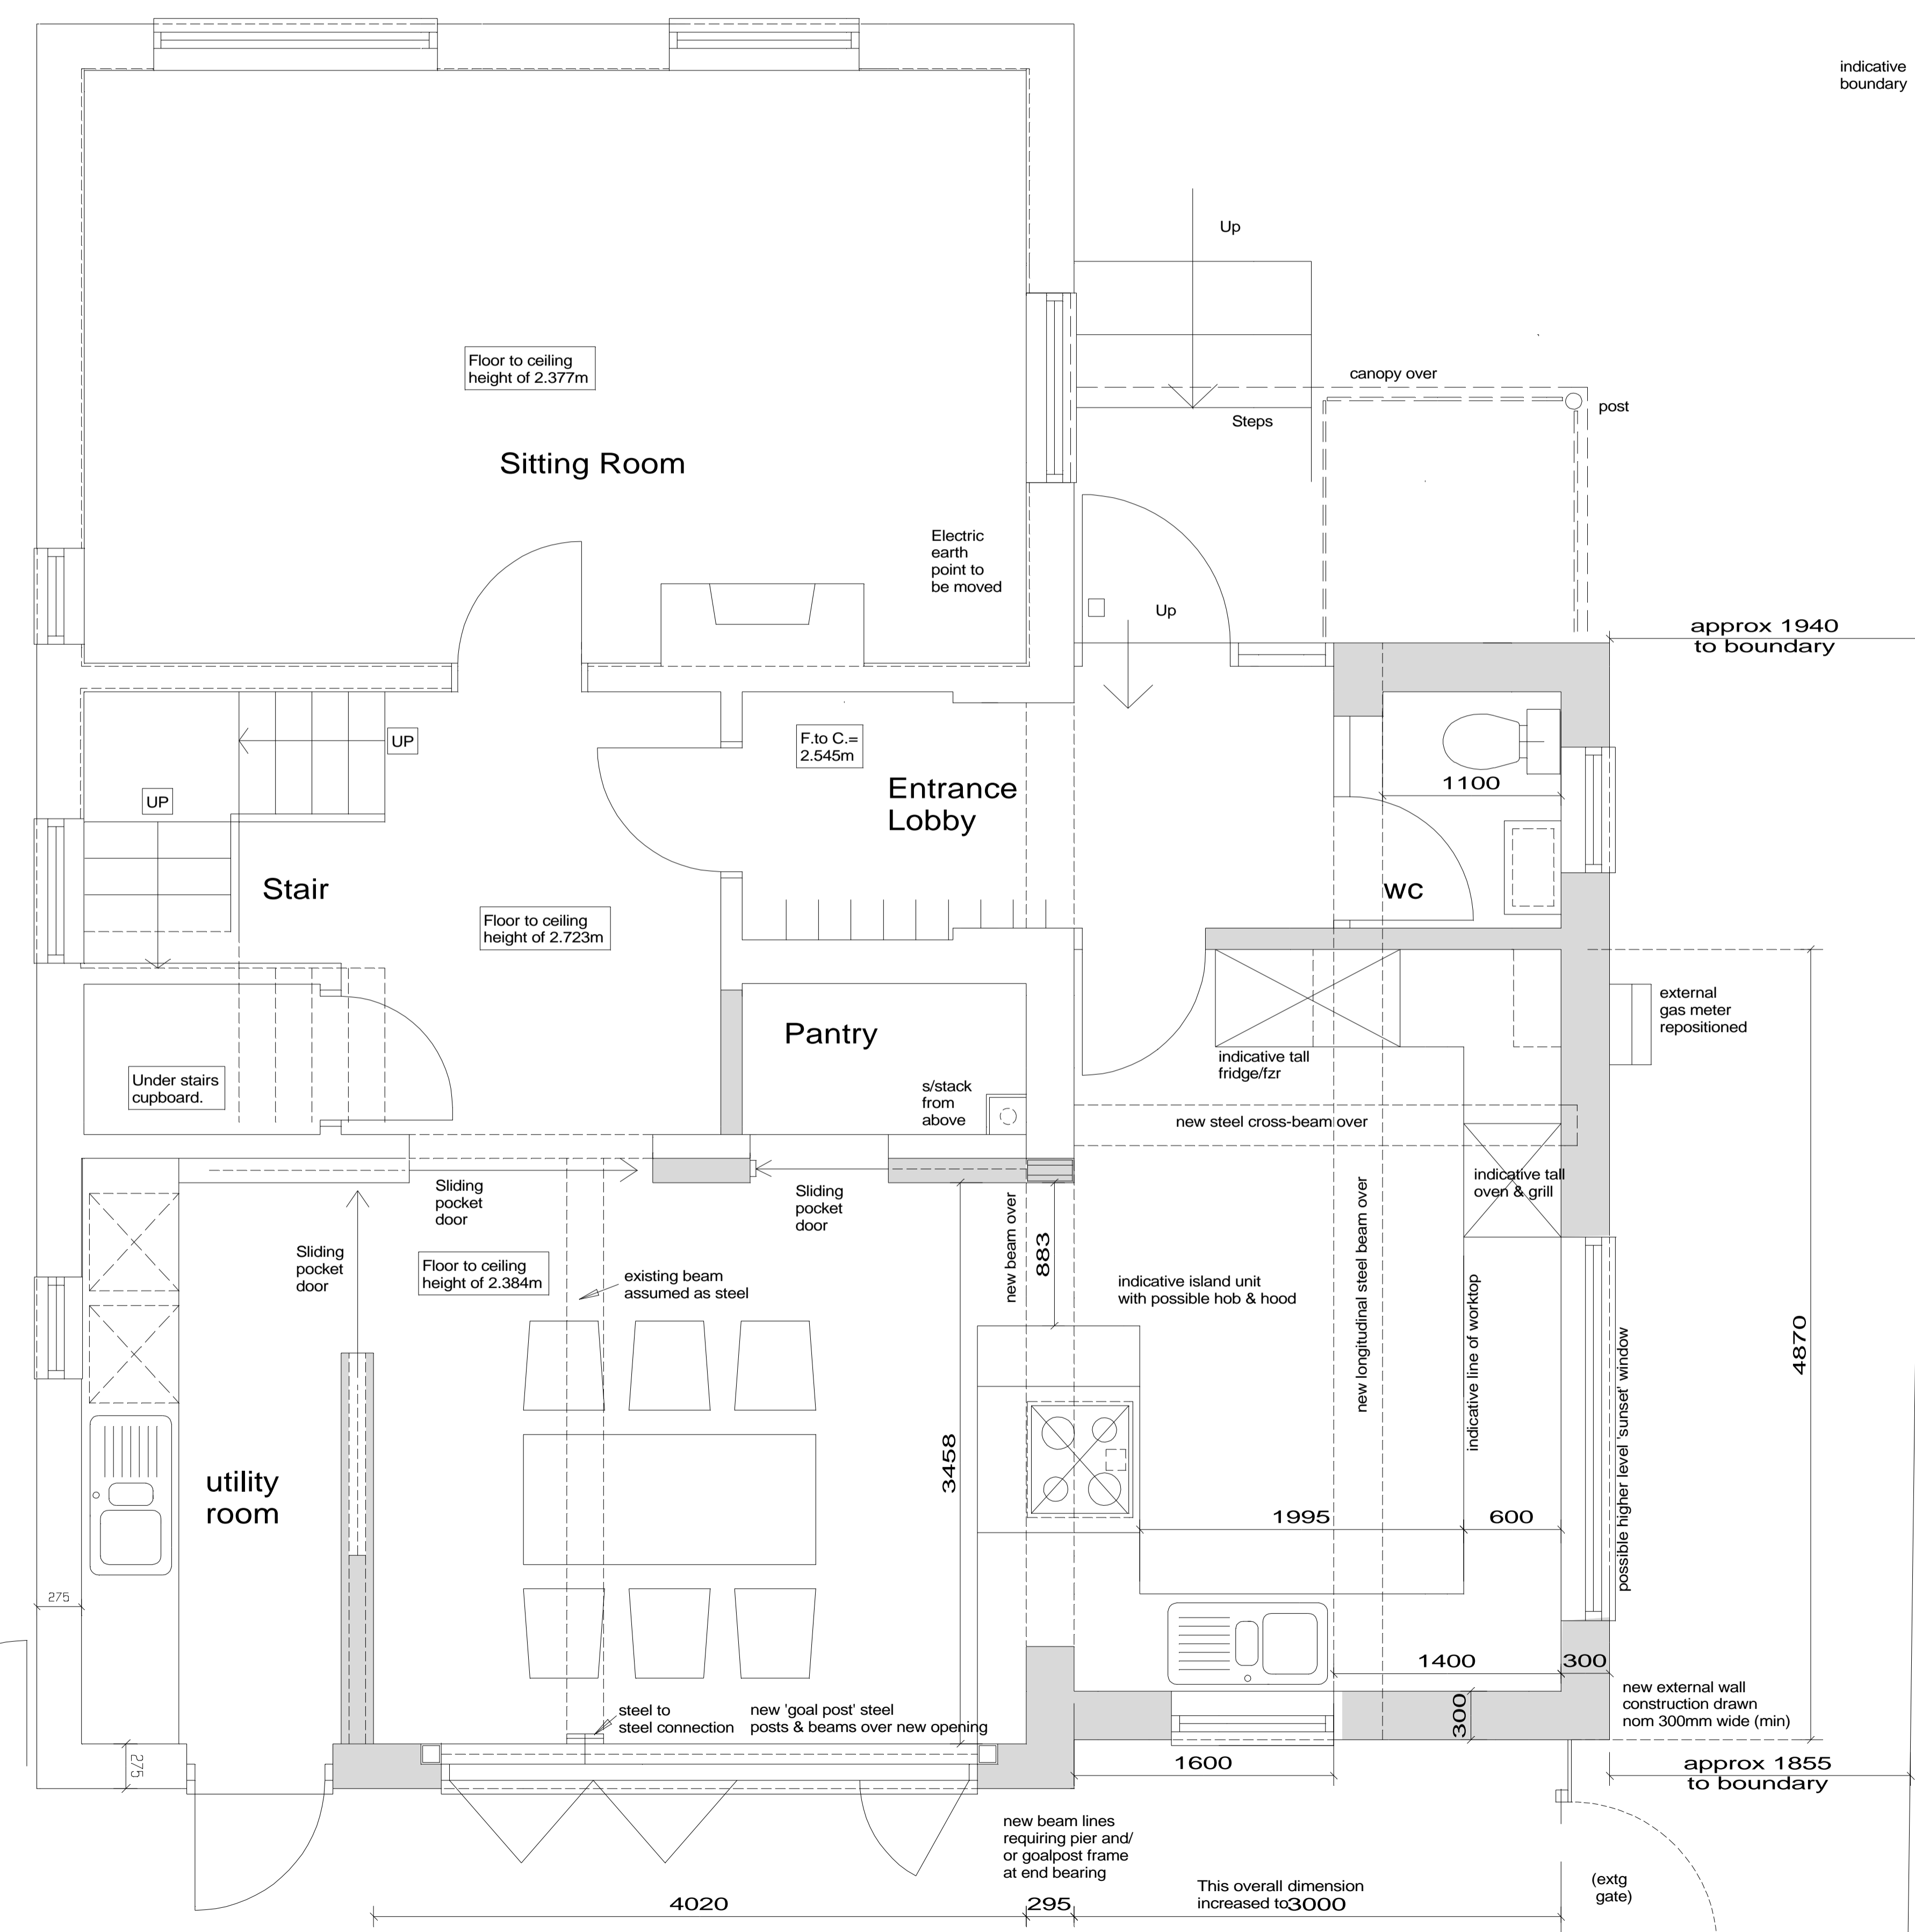 indicative
boundary
Up
Floor to ceiling
height of 2.377m
canopy over
post
Steps
Sitting Room
Electric
earth
point to
be moved
Up
approx 1940
to boundary
UP
F.to C.=
2.545m
UP
Entrance
Lobby
1100
Stair
wc
Floor to ceiling
height of 2.723m
external
gas meter
repositioned
Pantry
indicative tall
fridge/fzr
Under stairs
cupboard.
s/stack
from
above
new steel cross-beam over
indicative tall
oven & grill
Sliding
pocket
door
Sliding
pocket
door
Sliding
pocket
door
Floor to ceiling
height of 2.384m
existing beam
assumed as steel
new beam over
883
indicative island unit
with possible hob & hood
new longitudinal steel beam over
indicative line of worktop
possible higher level 'sunset' window
4870
utility
room
3458
1995
600
275
1400
300
300
new external wall
construction drawn
nom 300mm wide (min)
steel to
steel connection
new 'goal post' steel
posts & beams over new opening
275
1600
approx 1855
to boundary
new beam lines
requiring pier and/
or goalpost frame
at end bearing
(extg
gate)
This overall dimension
increased to3000
4020
295